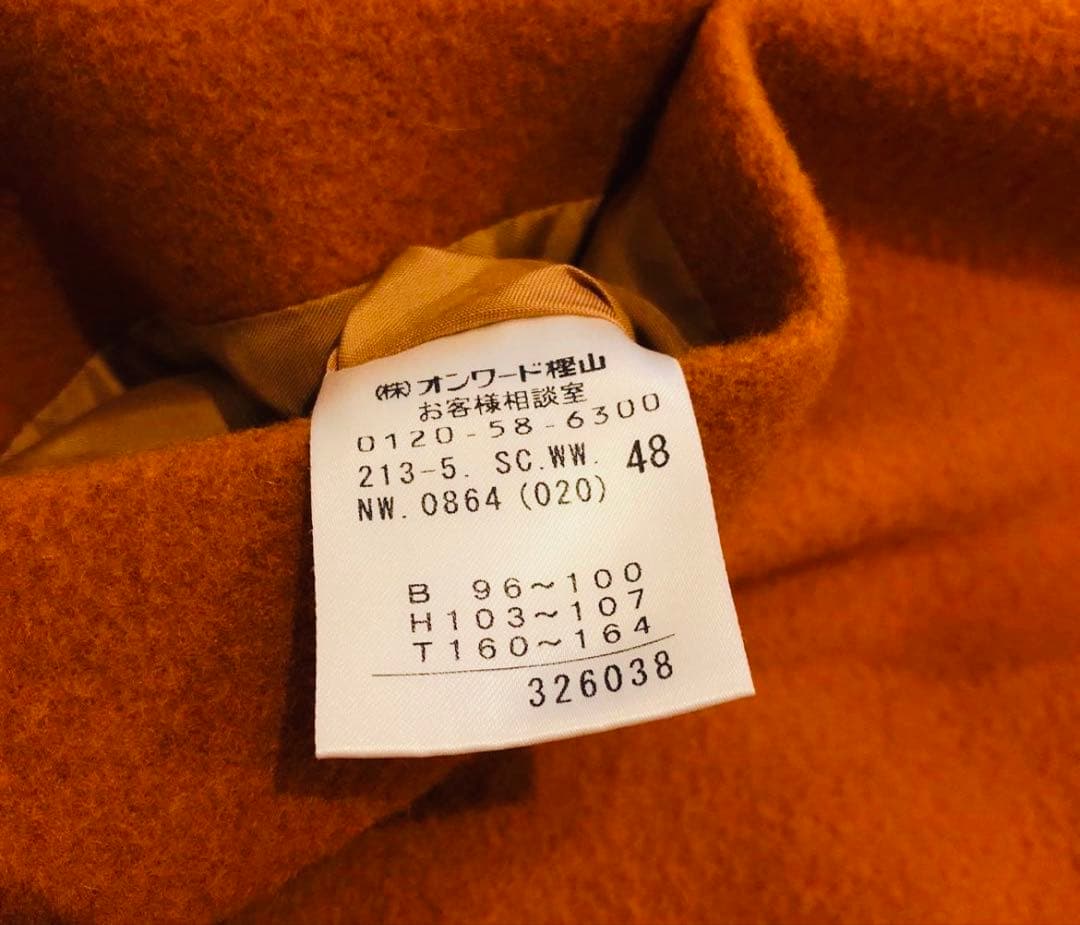 (株)オンワード樫山
お客様相談室
0120-58-6300
213-5. SC.WW. 48
NW. 0864 (020)
B 96～100
H103～107
T160～164
326038